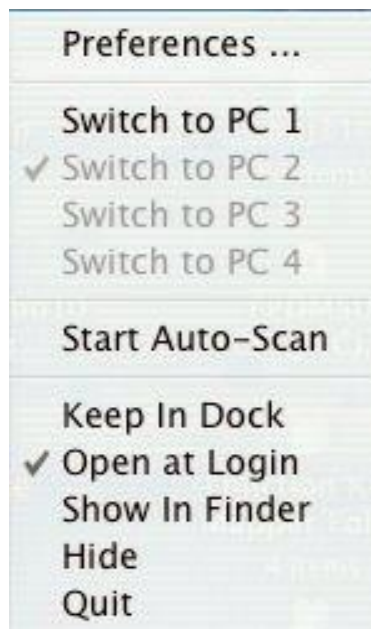 Preferences ...
Switch to PC 1
✓ Switch to PC 2
Switch to PC 3
Switch to PC 4
Start Auto-Scan
Keep In Dock
✓ Open at Login
Show In Finder
Hide
Quit